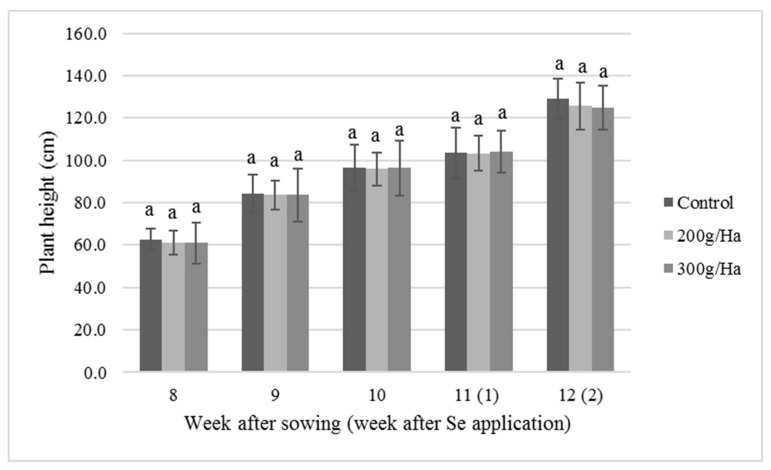 160.0
140.0
120.0
100.0
80.0
60.0
40.0
20.0
0.0
Plant height (cm)
a a a a a a a a a a a a a a a
8 9 10 11 (1) 12 (2)
Week after sowing (week after Se application)
Control
200g/Ha
300g/Ha